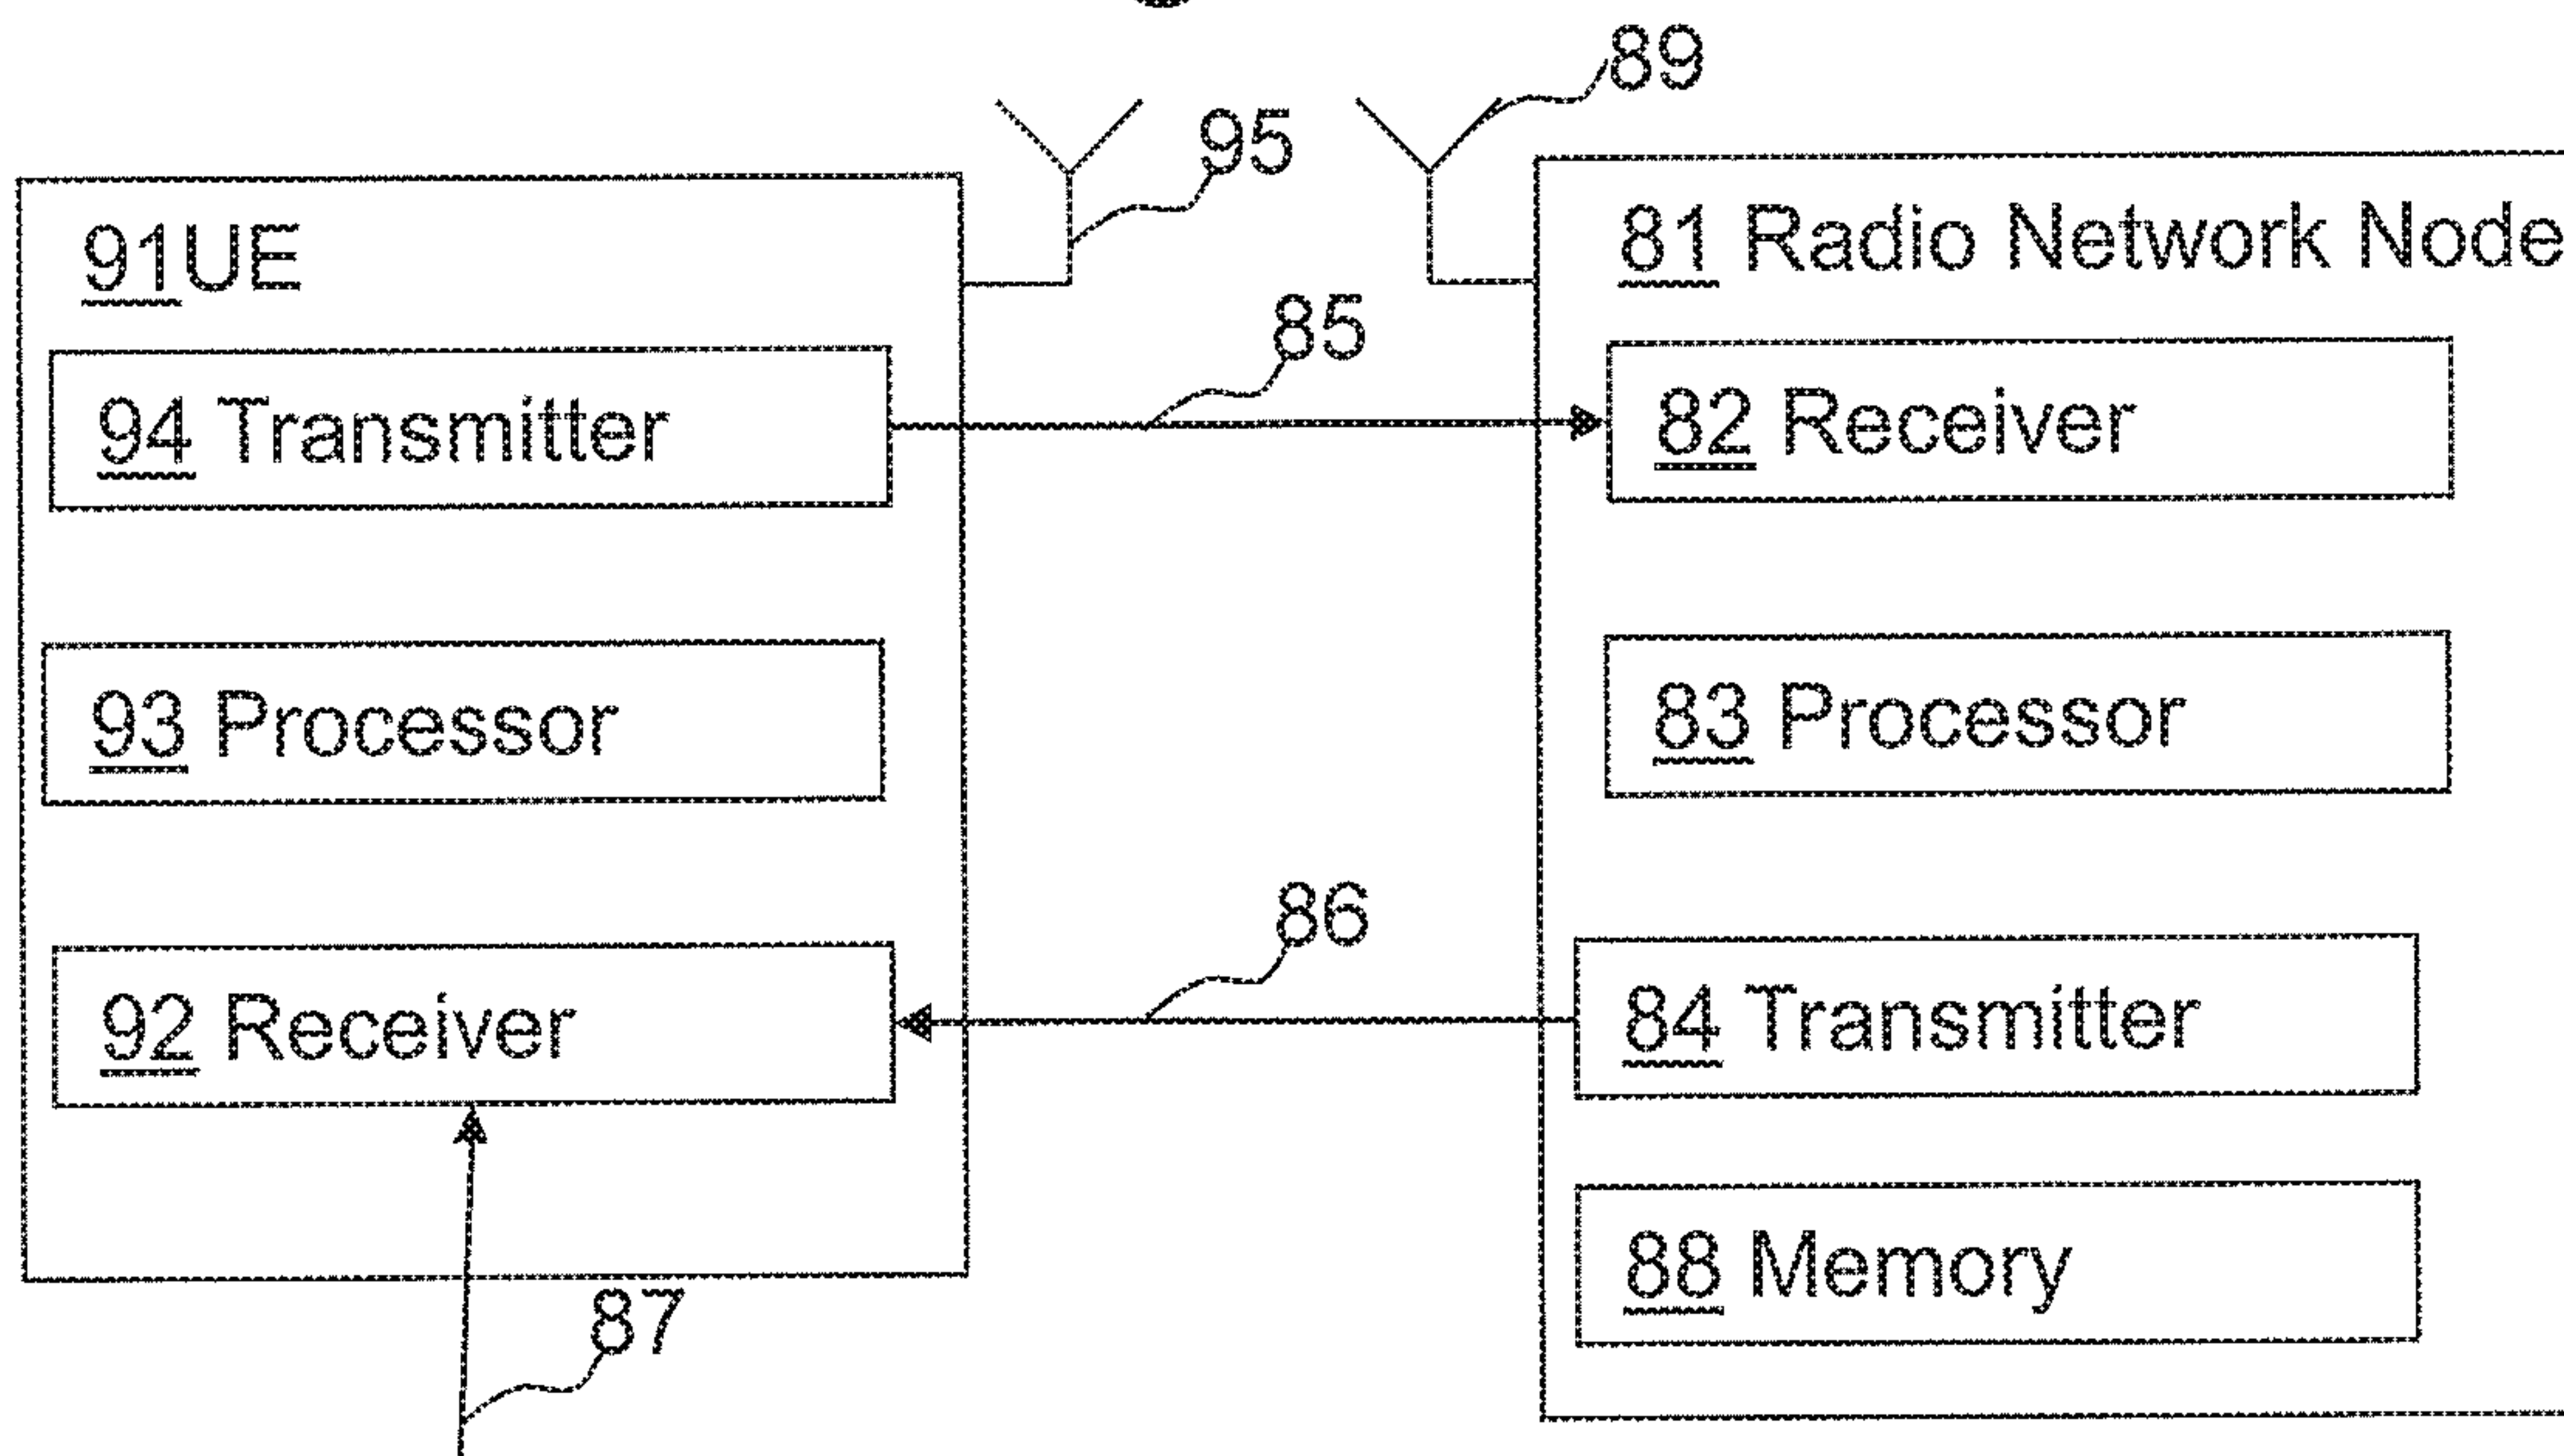 89
95
91UE
81 Radio Network Node
85
94 Transmitter
82 Receiver
93 Processor
83 Processor
86
92 Receiver
84 Transmitter
88 Memory
87